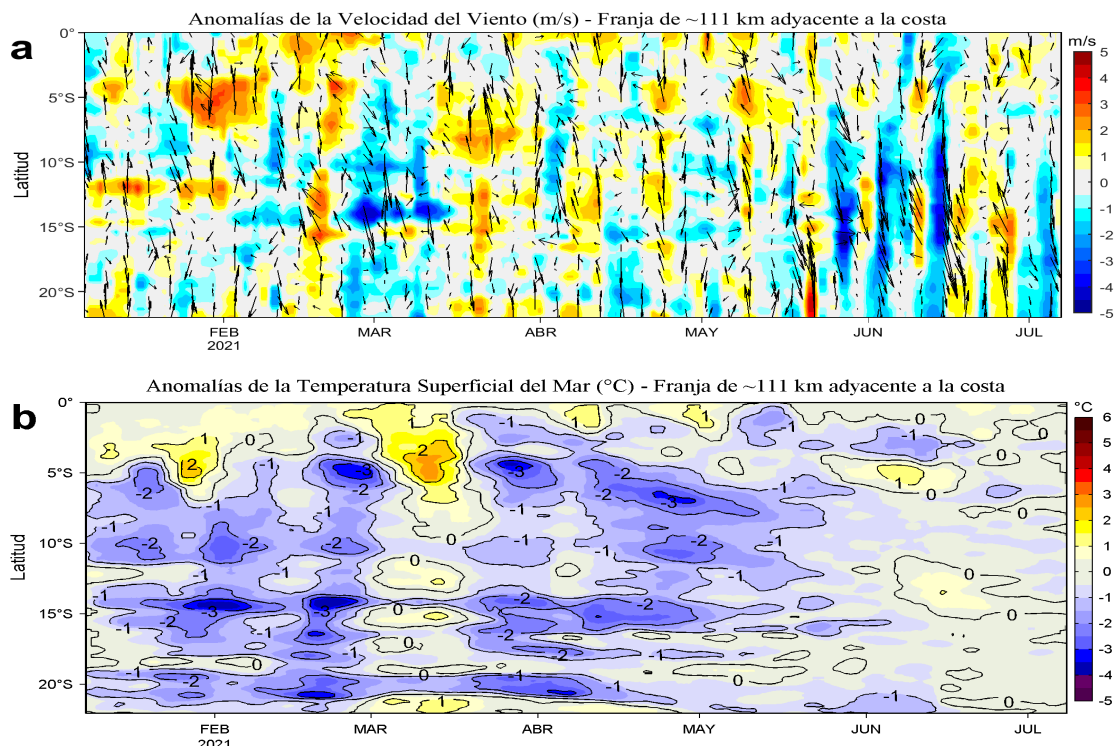 Anomalías de la Velocidad del Viento (m/s) - Franja de ~111 km adyacente a la costa
a
m/s
Latitud
0°
5°S
10°S
15°S
20°S
5
4
3
2
1
0
-1
-2
-3
-4
-5
FEB MAR ABR MAY JUN JUL
2021
Anomalías de la Temperatura Superficial del Mar (°C) - Franja de ~111 km adyacente a la costa
b
°C
Latitud
0°
5°S
10°S
15°S
20°S
6
5
4
3
2
1
0
-1
-2
-3
-4
-5
FEB MAR ABR MAY JUN JUL
2021